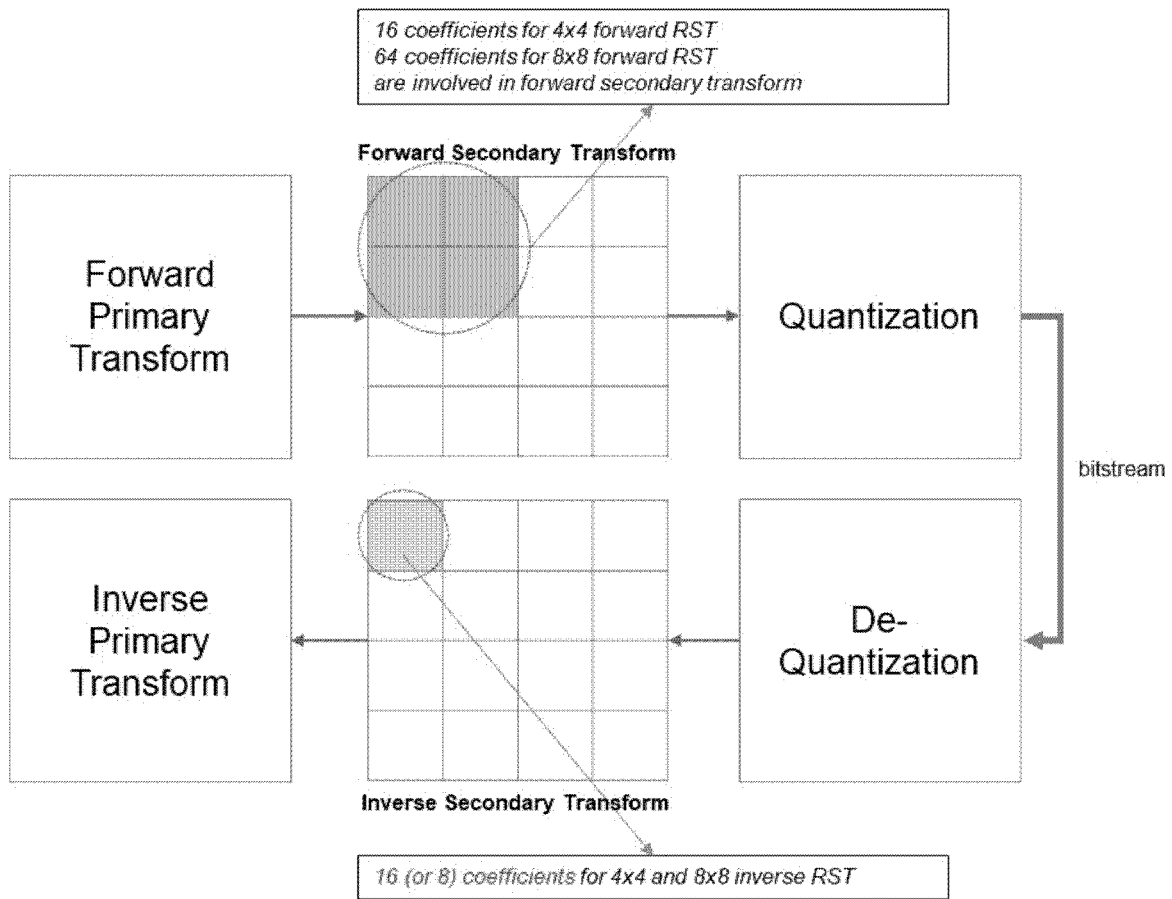 16 coefficients for 4x4 forward RST
64 coefficients for 8x8 forward RST
are involved in forward secondary transform
Forward Secondary Transform
Forward
Primary
Transform
Quantization
bitstream
Inverse
Primary
Transform
De-
Quantization
Inverse Secondary Transform
16 (or 8) coefficients for 4x4 and 8x8 inverse RST